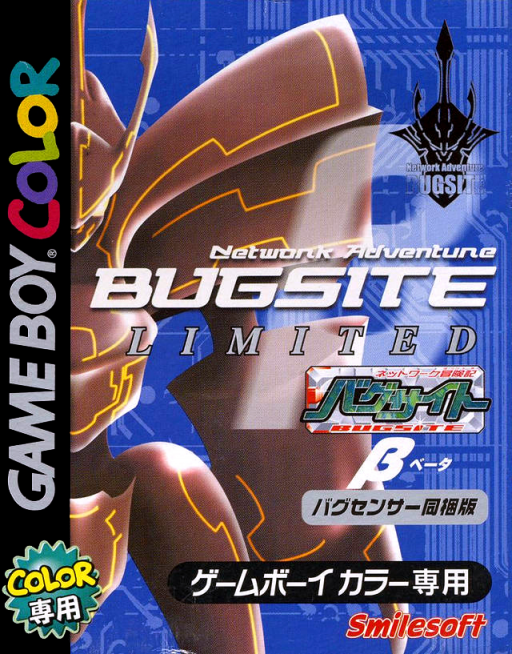 GAME BOY COLOR
Network Adventure
BUGSITE
Network Adventure
BUGSITE
LIMITED
ネットワーク冒険記
バグサイト
BUGSITE
β ベータ
バグセンサー同梱版
COLOR
専用
ゲームボーイ カラー専用
Smilesoft